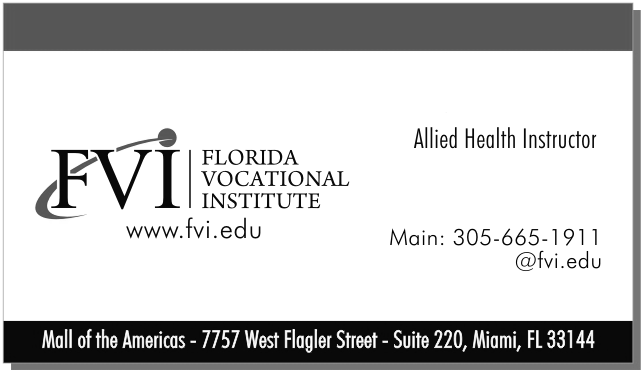 Allied Health Instructor
FVI
FLORIDA
VOCATIONAL
INSTITUTE
www.fvi.edu
Main: 305-665-1911
@fvi.edu
Mall of the Americas - 7757 West Flagler Street - Suite 220, Miami, FL 33144